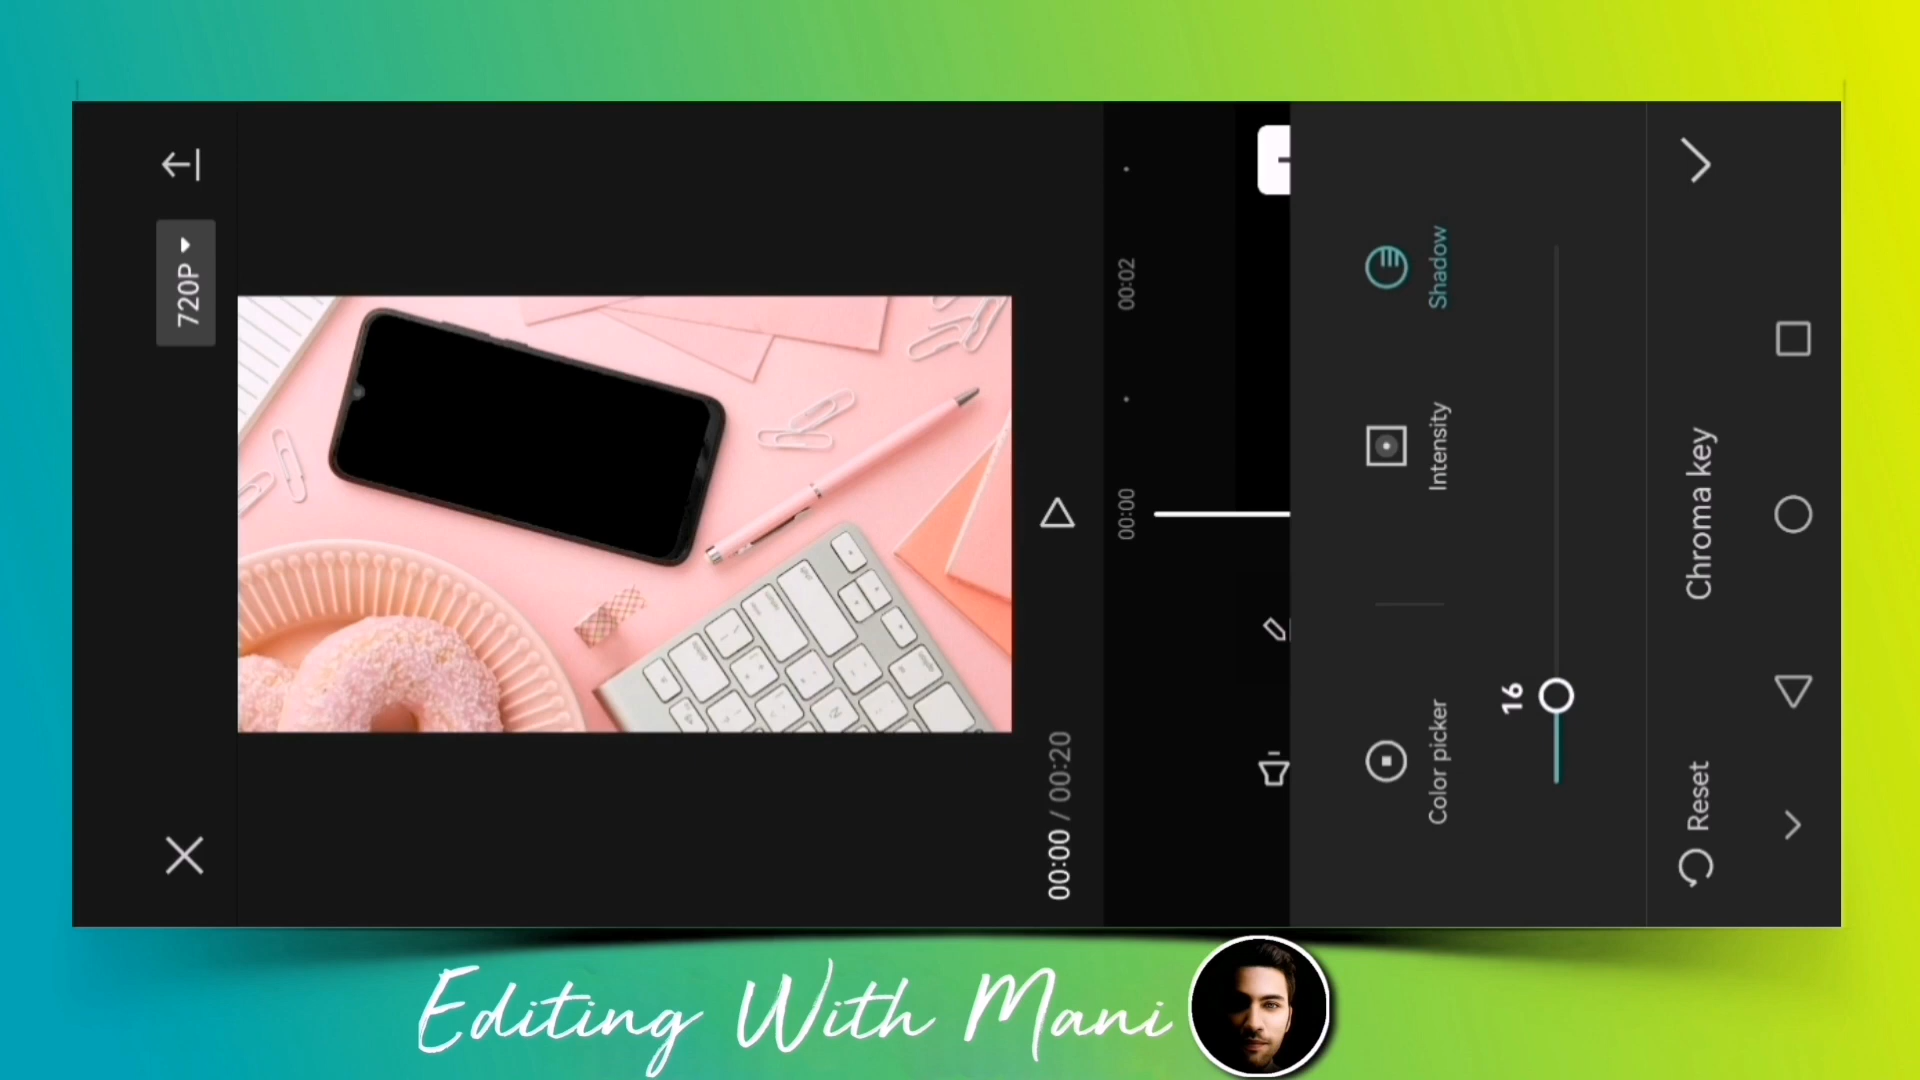 720P
00:00 / 00:20
00:00
00:02
Color picker
Intensity
Shadow
16
Reset
Chroma key
Editing With Mani